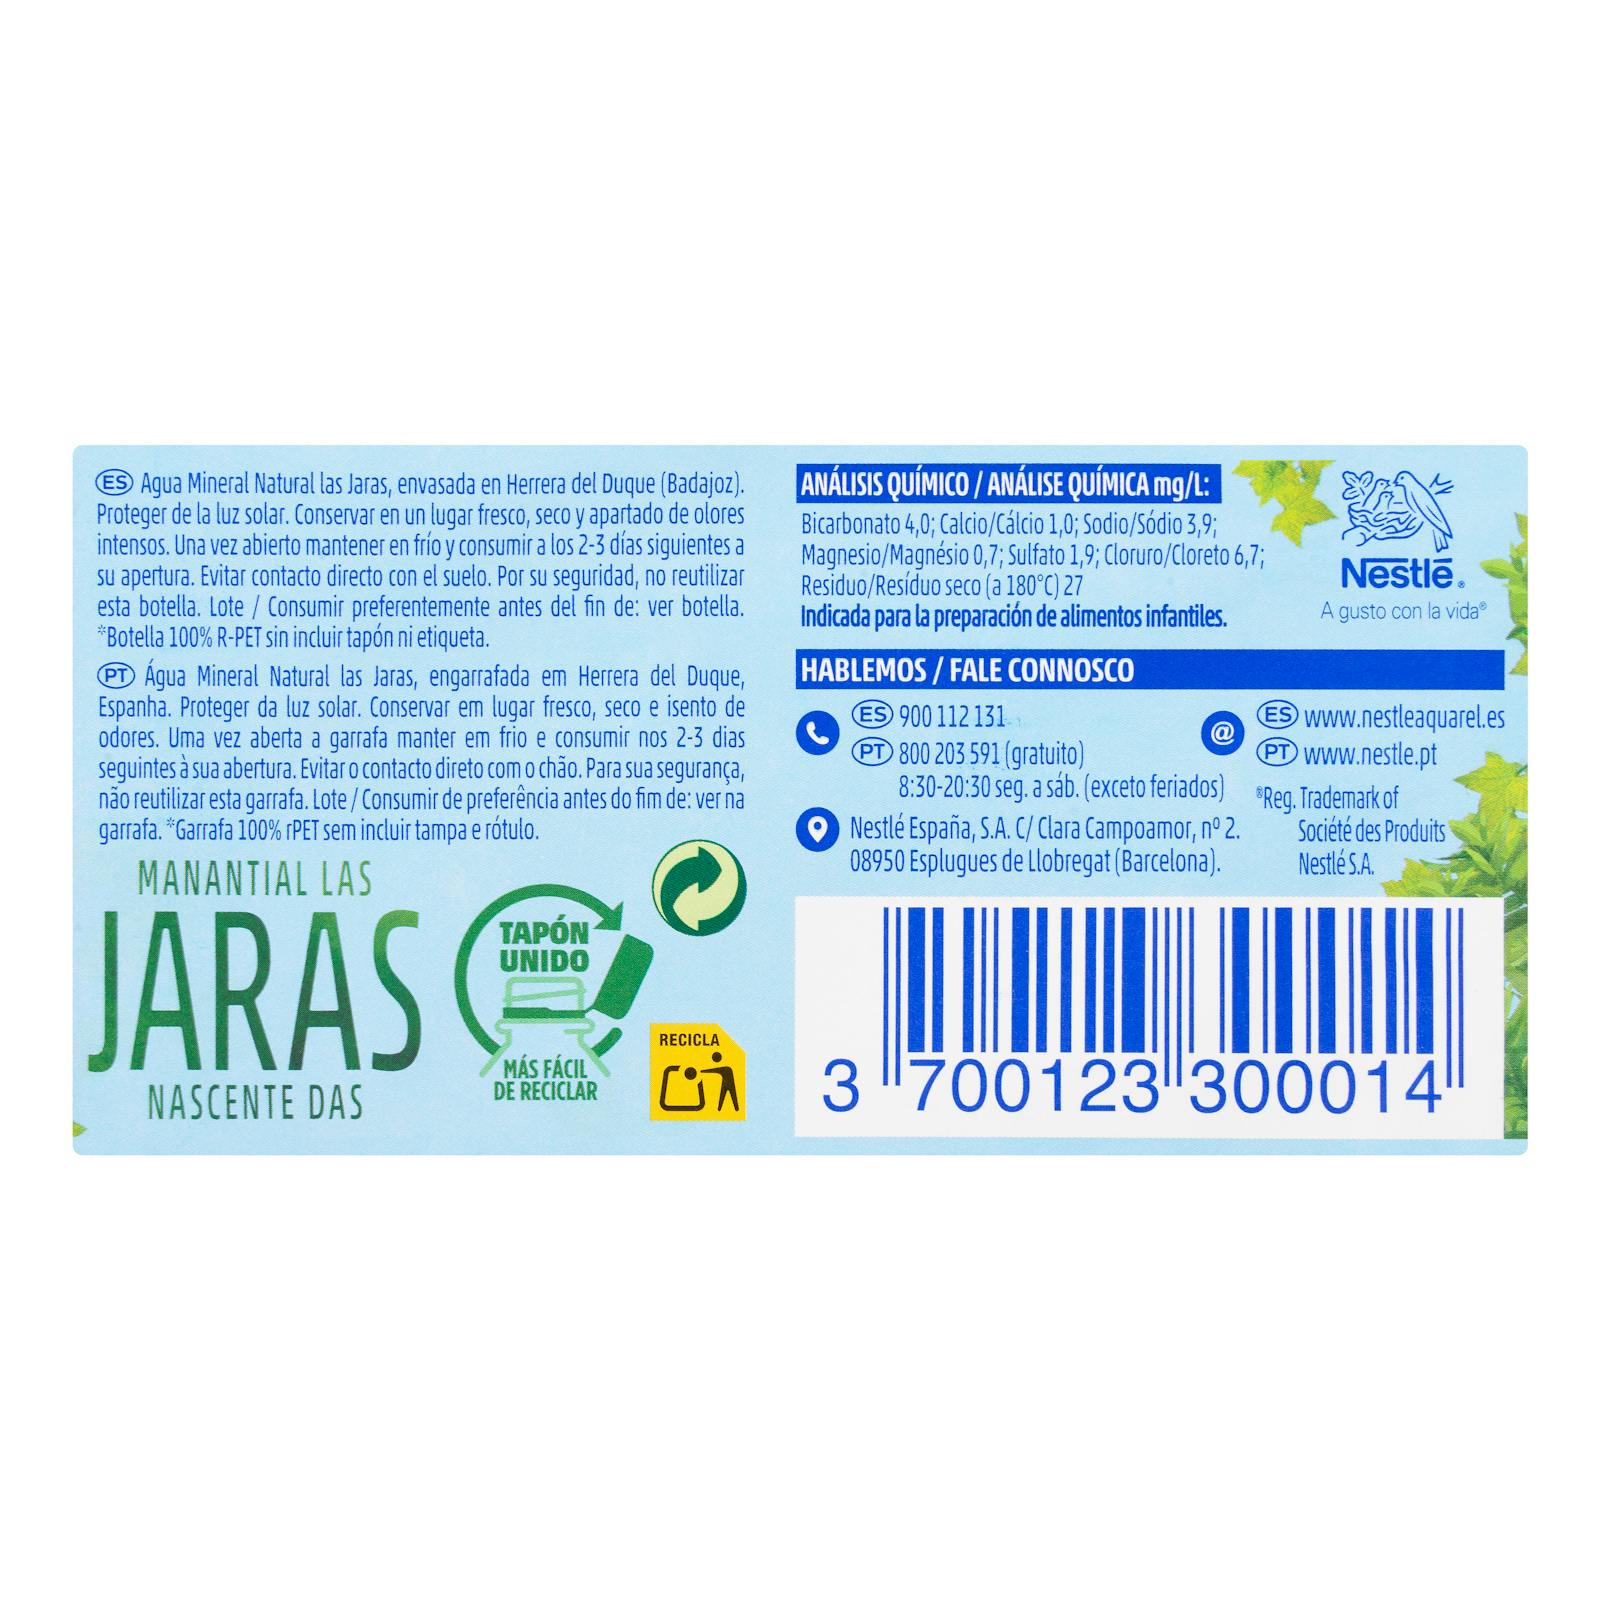 ES Agua Mineral Natural las Jaras, envasada en Herrera del Duque (Badajoz).
Proteger de la luz solar. Conservar en un lugar fresco, seco y apartado de olores
intensos. Una vez abierto mantener en frío y consumir a los 2-3 días siguientes a
su apertura. Evitar contacto directo con el suelo. Por su seguridad, no reutilizar
esta botella. Lote / Consumir preferentemente antes del fin de: ver botella.
*Botella 100% R-PET sin incluir tapón ni etiqueta.
PT Água Mineral Natural las Jaras, engarrafada em Herrera del Duque,
Espanha. Proteger da luz solar. Conservar em lugar fresco, seco e isento de
odores. Uma vez aberta a garrafa manter em frio e consumir nos 2-3 dias
seguintes à sua abertura. Evitar o contacto direto com o chão. Para sua segurança,
não reutilizar esta garrafa. Lote / Consumir de preferência antes do fim de: ver na
garrafa. *Garrafa 100% rPET sem incluir tampa e rótulo.
MANANTIAL LAS
JARAS
NASCENTE DAS
TAPÓN
UNIDO
MÁS FÁCIL
DE RECICLAR
RECICLA
ANÁLISIS QUÍMICO / ANÁLISE QUÍMICA mg/L:
Bicarbonato 4,0; Calcio/Cálcio 1,0; Sodio/Sódio 3,9;
Magnesio/Magnésio 0,7; Sulfato 1,9; Cloruro/Cloreto 6,7;
Residuo/Resíduo seco (a 180°C) 27
Indicada para la preparación de alimentos infantiles.
Nestlé®
A gusto con la vida®
HABLEMOS / FALE CONNOSCO
ES 900 112 131
PT 800 203 591 (gratuito)
8:30-20:30 seg. a sáb. (exceto feriados)
@ ES www.nestleaquarel.es
PT www.nestle.pt
Nestlé España, S.A. C/ Clara Campoamor, nº 2.
08950 Esplugues de Llobregat (Barcelona).
®Reg. Trademark of
Société des Produits
Nestlé S.A.
3 700123 300014